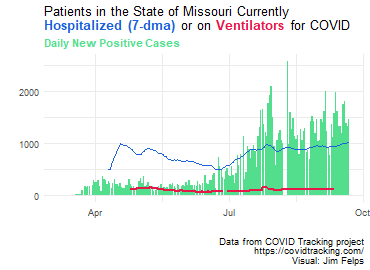 Patients in the State of Missouri Currently
Hospitalized (7-dma) or on Ventilators for COVID
Daily New Positive Cases
2000
1000
0
Apr
Jul
Oct
Data from COVID Tracking project
https://covidtracking.com/
Visual: Jim Felps